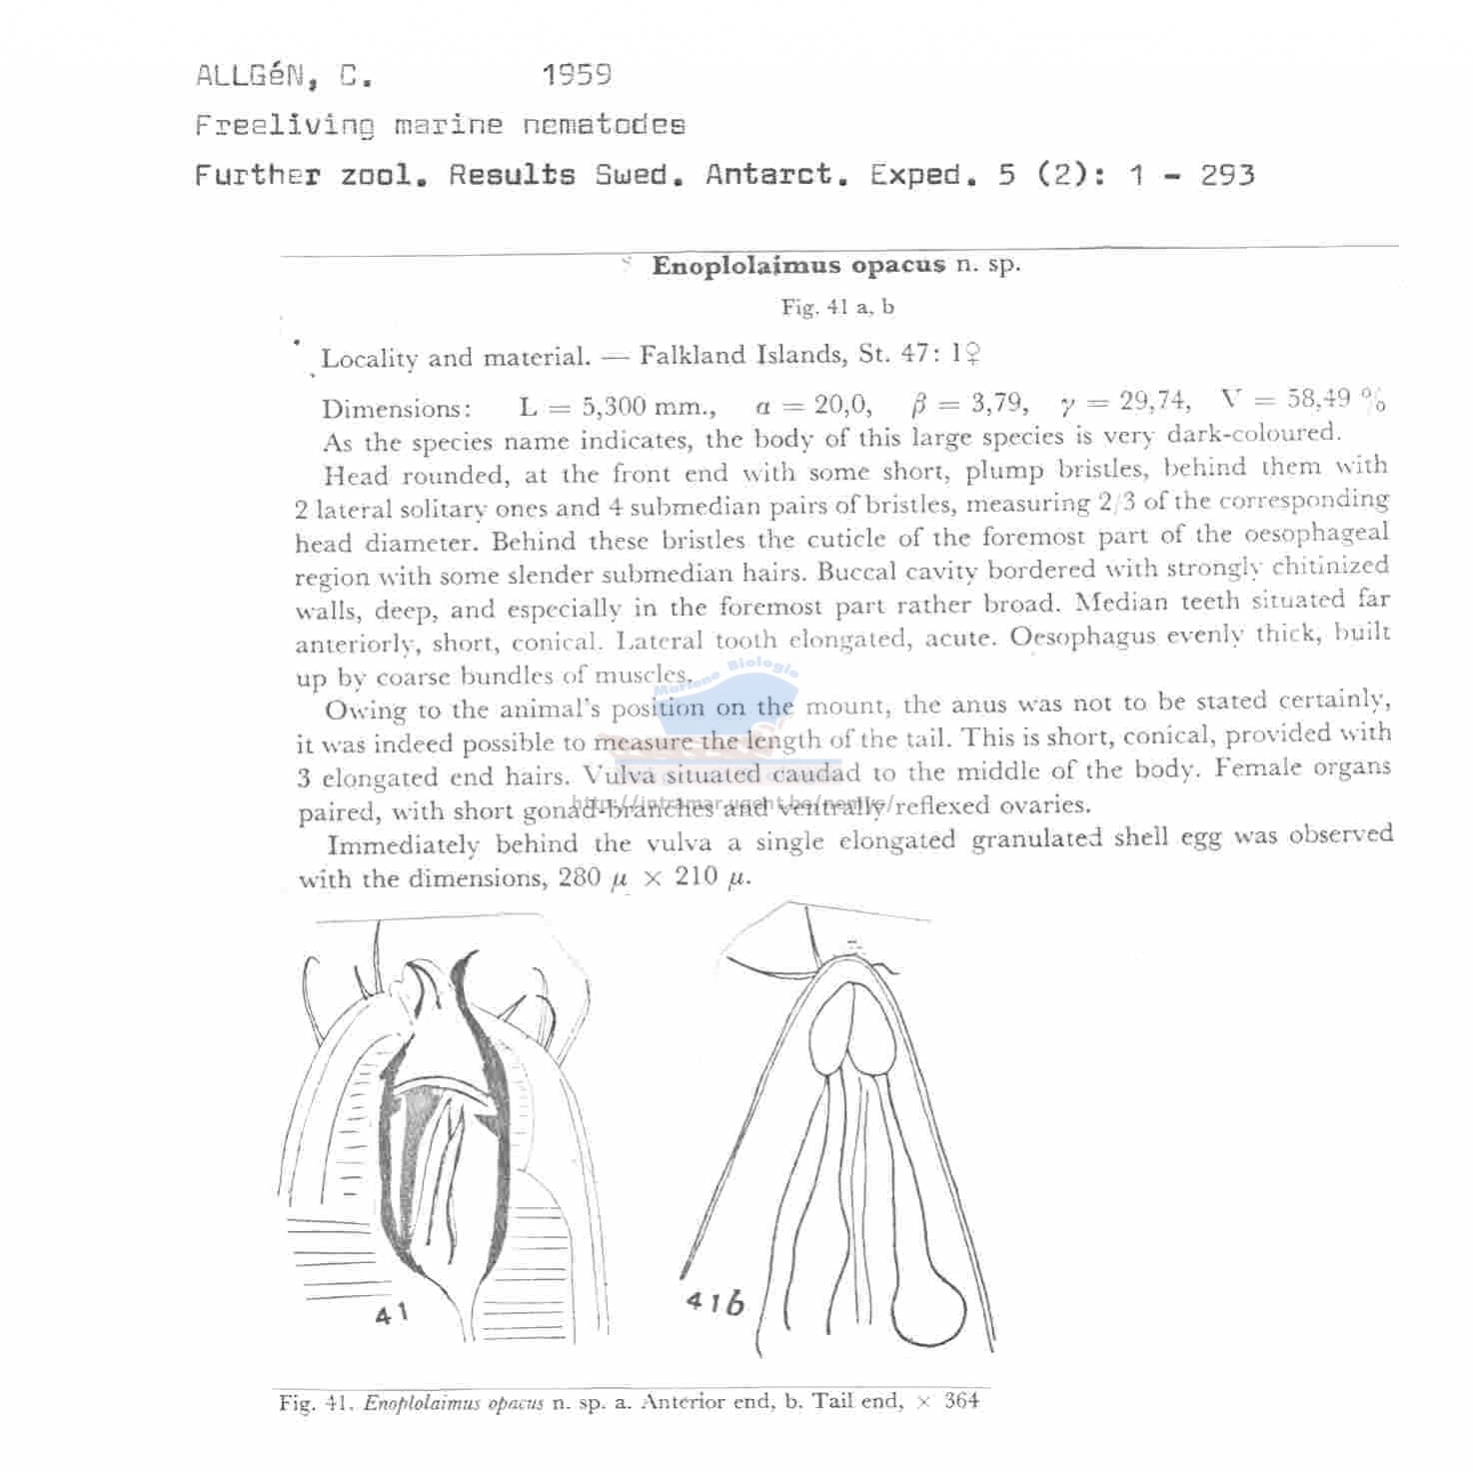 ALLGéN, C. 1959
Freeliving marine nematodes
Further zool. Results Swed. Antarct. Exped. 5 (2): 1 - 293
Enoplolaimus opacus n. sp.
Fig. 41 a, b
Locality and material. — Falkland Islands, St. 47: 1♀
Dimensions: L = 5,300 mm., α = 20,0, β = 3,79, γ = 29,74, V = 58,49 %
As the species name indicates, the body of this large species is very dark-coloured.
Head rounded, at the front end with some short, plump bristles, behind them with
2 lateral solitary ones and 4 submedian pairs of bristles, measuring 2/3 of the corresponding
head diameter. Behind these bristles the cuticle of the foremost part of the oesophageal
region with some slender submedian hairs. Buccal cavity bordered with strongly chitinized
walls, deep, and especially in the foremost part rather broad. Median teeth situated far
anteriorly, short, conical. Lateral tooth elongated, acute. Oesophagus evenly thick, built
up by coarse bundles of muscles.
Mariene Biologie
Owing to the animal's position on the mount, the anus was not to be stated certainly,
it was indeed possible to measure the length of the tail. This is short, conical, provided with
3 elongated end hairs. Vulva situated caudad to the middle of the body. Female organs
paired, with short gonad-branches and ventrally reflexed ovaries.
http://intramar.ugent.be/nemys/
Immediately behind the vulva a single elongated granulated shell egg was observed
with the dimensions, 280 μ × 210 μ.
41
41b
Fig. 41. Enoplolaimus opacus n. sp. a. Anterior end, b. Tail end, × 364